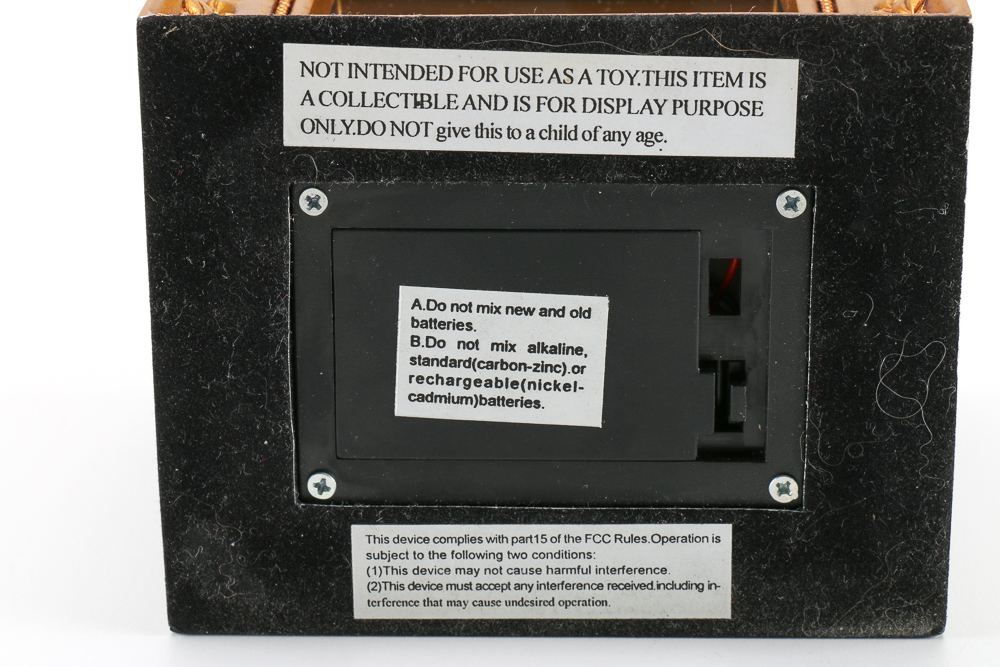 NOT INTENDED FOR USE AS A TOY.THIS ITEM IS
A COLLECTIBLE AND IS FOR DISPLAY PURPOSE
ONLY.DO NOT give this to a child of any age.
A.Do not mix new and old
batteries.
B.Do not mix alkaline,
standard(carbon-zinc).or
rechargeable(nickel-
cadmium)batteries.
This device complies with part15 of the FCC Rules.Operation is
subject to the following two conditions:
(1)This device may not cause harmful interference.
(2)This device must accept any interference received.including in-
terference that may cause undesired operation.